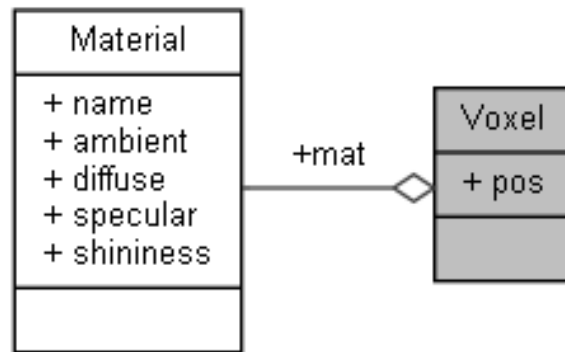 Material
+ name
+ ambient
+ diffuse
+ specular
+ shininess
+mat
Voxel
+ pos